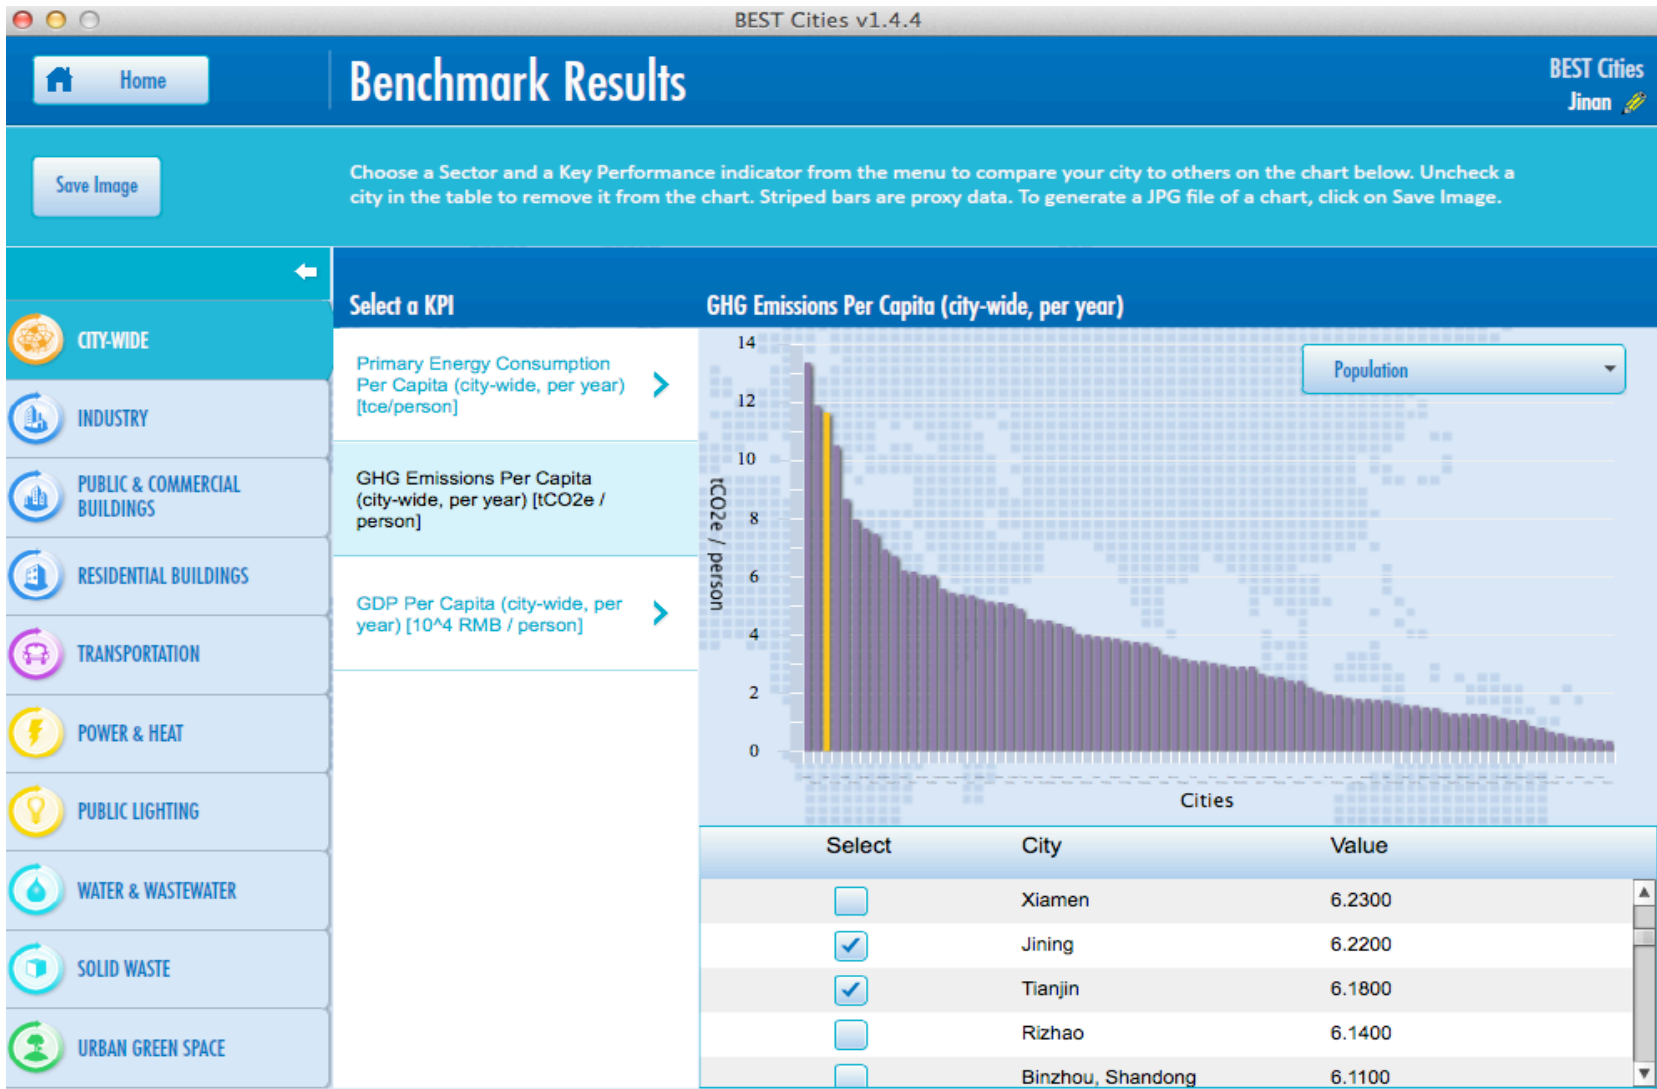 BEST Cities v1.4.4
Home
Benchmark Results
BEST Cities
Jinan
Save Image
Choose a Sector and a Key Performance indicator from the menu to compare your city to others on the chart below. Uncheck a
city in the table to remove it from the chart. Striped bars are proxy data. To generate a JPG file of a chart, click on Save Image.
CITY-WIDE
INDUSTRY
PUBLIC & COMMERCIAL
BUILDINGS
RESIDENTIAL BUILDINGS
TRANSPORTATION
POWER & HEAT
PUBLIC LIGHTING
WATER & WASTEWATER
SOLID WASTE
URBAN GREEN SPACE
Select a KPI
Primary Energy Consumption
Per Capita (city-wide, per year)
[tce/person]
GHG Emissions Per Capita
(city-wide, per year) [tCO2e /
person]
GDP Per Capita (city-wide, per
year) [10^4 RMB / person]
GHG Emissions Per Capita (city-wide, per year)
Population
tCO2e / person
14
12
10
8
6
4
2
0
Cities
Select City Value
Xiamen 6.2300
Jining 6.2200
Tianjin 6.1800
Rizhao 6.1400
Binzhou, Shandong 6.1100